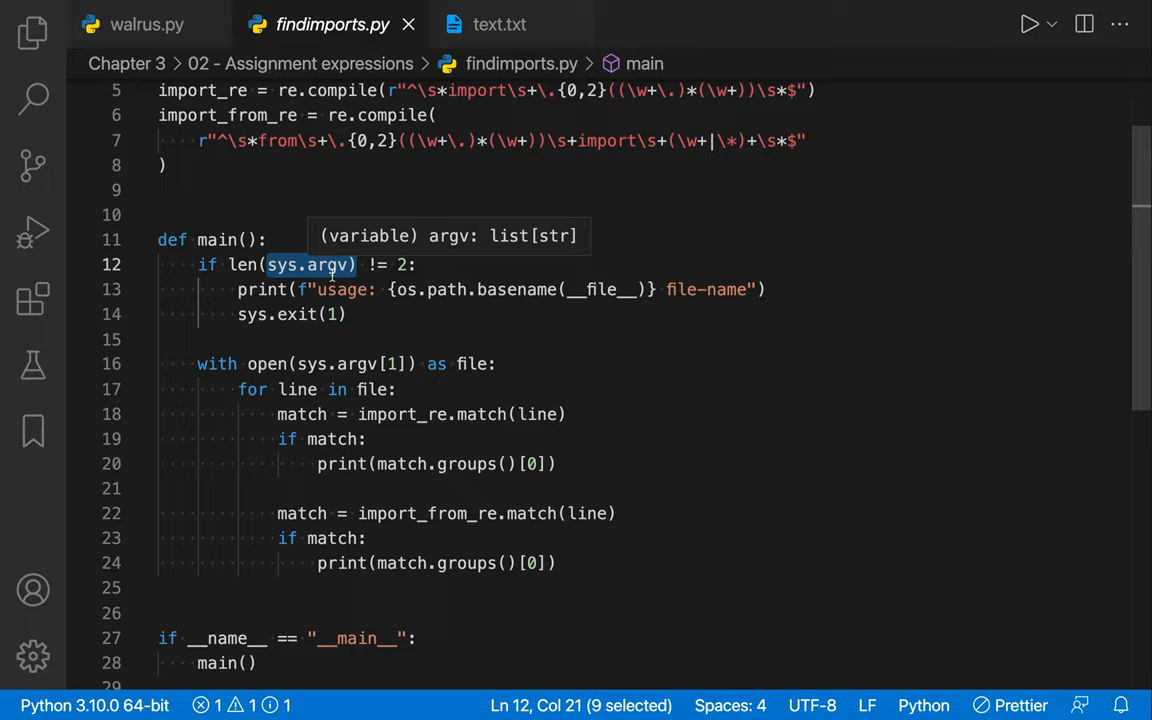 walrus.py findimports.py text.txt
Chapter 3 > 02 - Assignment expressions > findimports.py > main
5 import_re = re.compile(r"^\s*import\s+\.{0,2}((\w+\.)*(\w+))\s*$")
6 import_from_re = re.compile(
7 r"^\s*from\s+\.{0,2}((\w+\.)*(\w+))\s+import\s+(\w+|\*)+\s*$"
8 )
9
10
11 def main():
(variable) argv: list[str]
12 if len(sys.argv) != 2:
13 print(f"usage: {os.path.basename(__file__)} file-name")
14 sys.exit(1)
15
16 with open(sys.argv[1]) as file:
17 for line in file:
18 match = import_re.match(line)
19 if match:
20 print(match.groups()[0])
21
22 match = import_from_re.match(line)
23 if match:
24 print(match.groups()[0])
25
26
27 if __name__ == "__main__":
28 main()
29
Python 3.10.0 64-bit 1 1 1 Ln 12, Col 21 (9 selected) Spaces: 4 UTF-8 LF Python Prettier